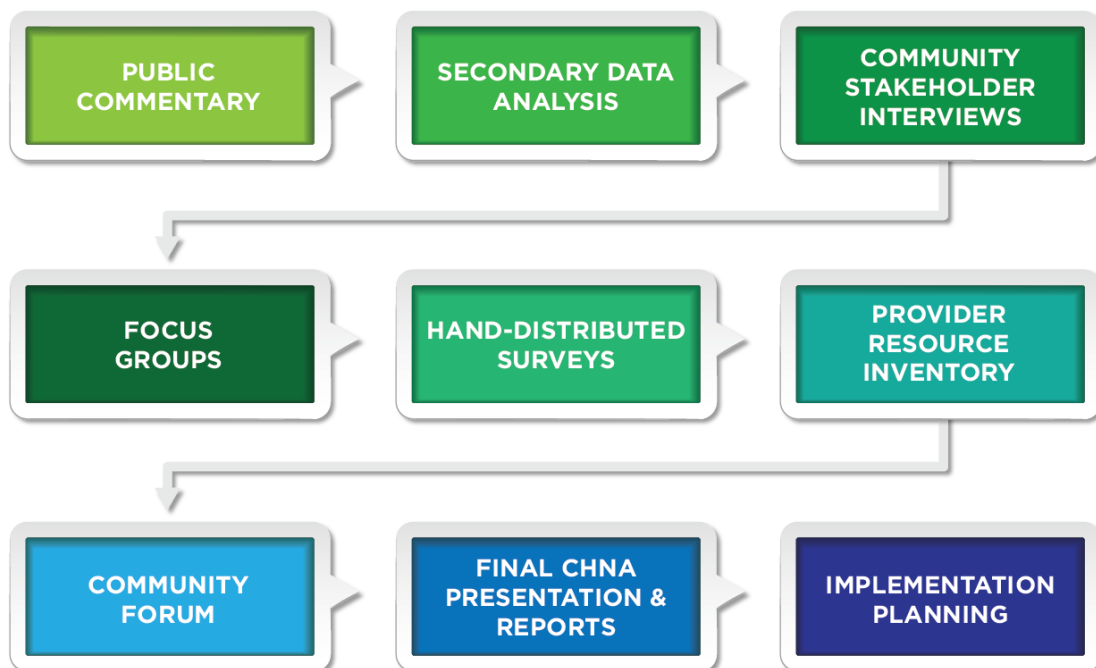 PUBLIC
COMMENTARY
SECONDARY DATA
ANALYSIS
COMMUNITY
STAKEHOLDER
INTERVIEWS
FOCUS
GROUPS
HAND-DISTRIBUTED
SURVEYS
PROVIDER
RESOURCE
INVENTORY
COMMUNITY
FORUM
FINAL CHNA
PRESENTATION &
REPORTS
IMPLEMENTATION
PLANNING